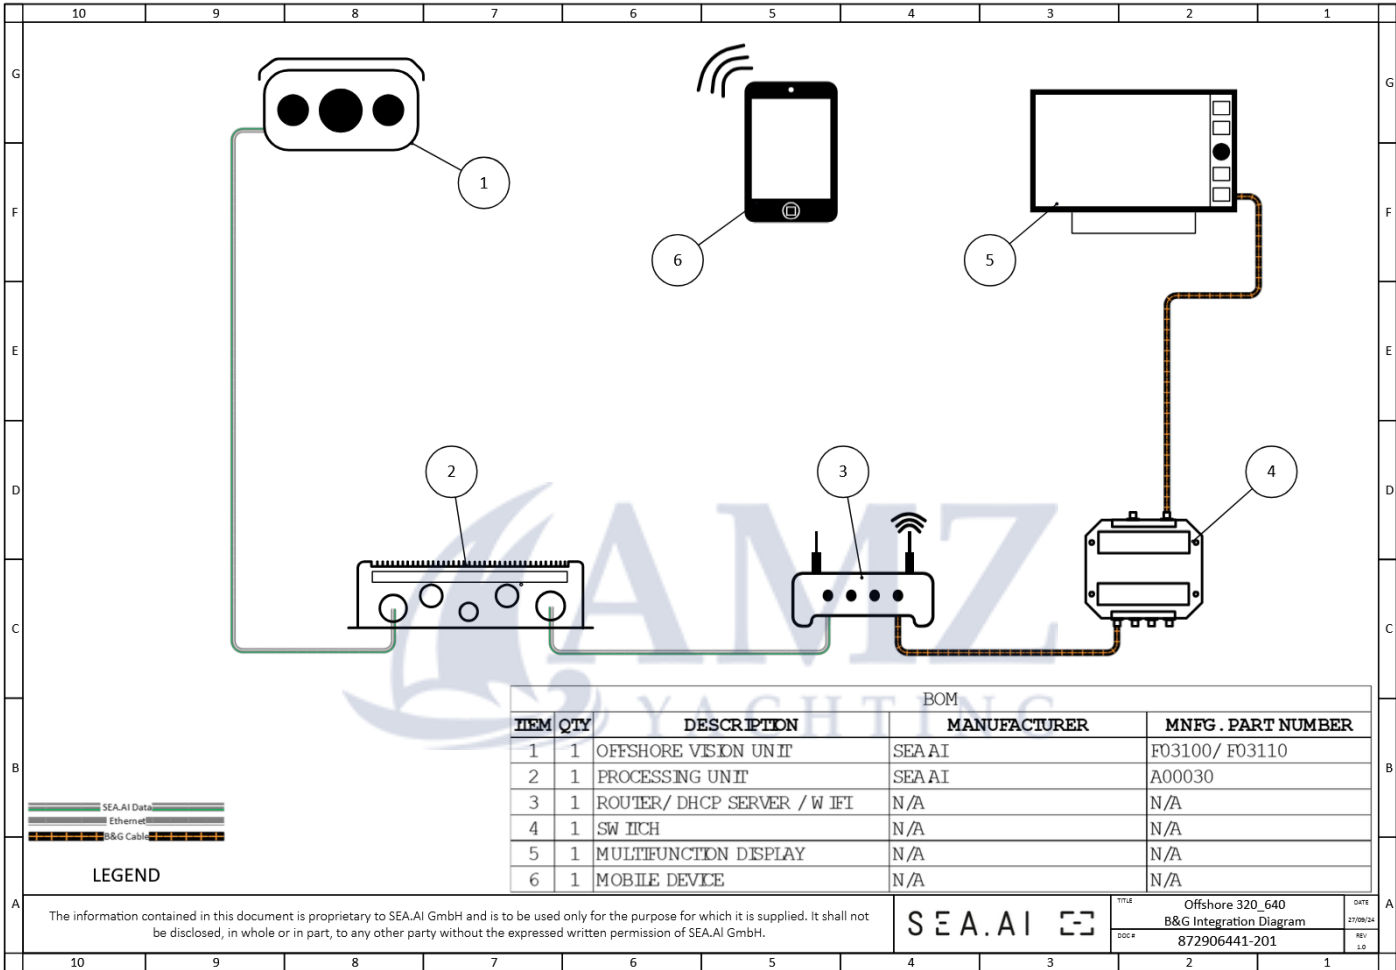 10 9 8 7 6 5 4 3 2 1
G G
F F
E E
D D
C C
B B
A A
1
6
5
2
3
4
AMZ
YACHTING
BOM
ITEM QTY DESCRIPTION MANUFACTURER MNFG. PART NUMBER
1 1 OFFSHORE VISION UNIT SEA.AI F03100/ F03110
2 1 PROCESSING UNIT SEA.AI A00030
3 1 ROUTER/ DHCP SERVER / WIFI N/A N/A
4 1 SWITCH N/A N/A
5 1 MULTIFUNCTION DISPLAY N/A N/A
6 1 MOBILE DEVICE N/A N/A
SEA.AI Data
Ethernet
B&G Cable
LEGEND
The information contained in this document is proprietary to SEA.AI GmbH and is to be used only for the purpose for which it is supplied. It shall not
be disclosed, in whole or in part, to any other party without the expressed written permission of SEA.AI GmbH.
SEA.AI
TITLE
Offshore 320_640
B&G Integration Diagram
DATE
27/09/24
DOC #
872906441-201
REV
1.0
10 9 8 7 6 5 4 3 2 1